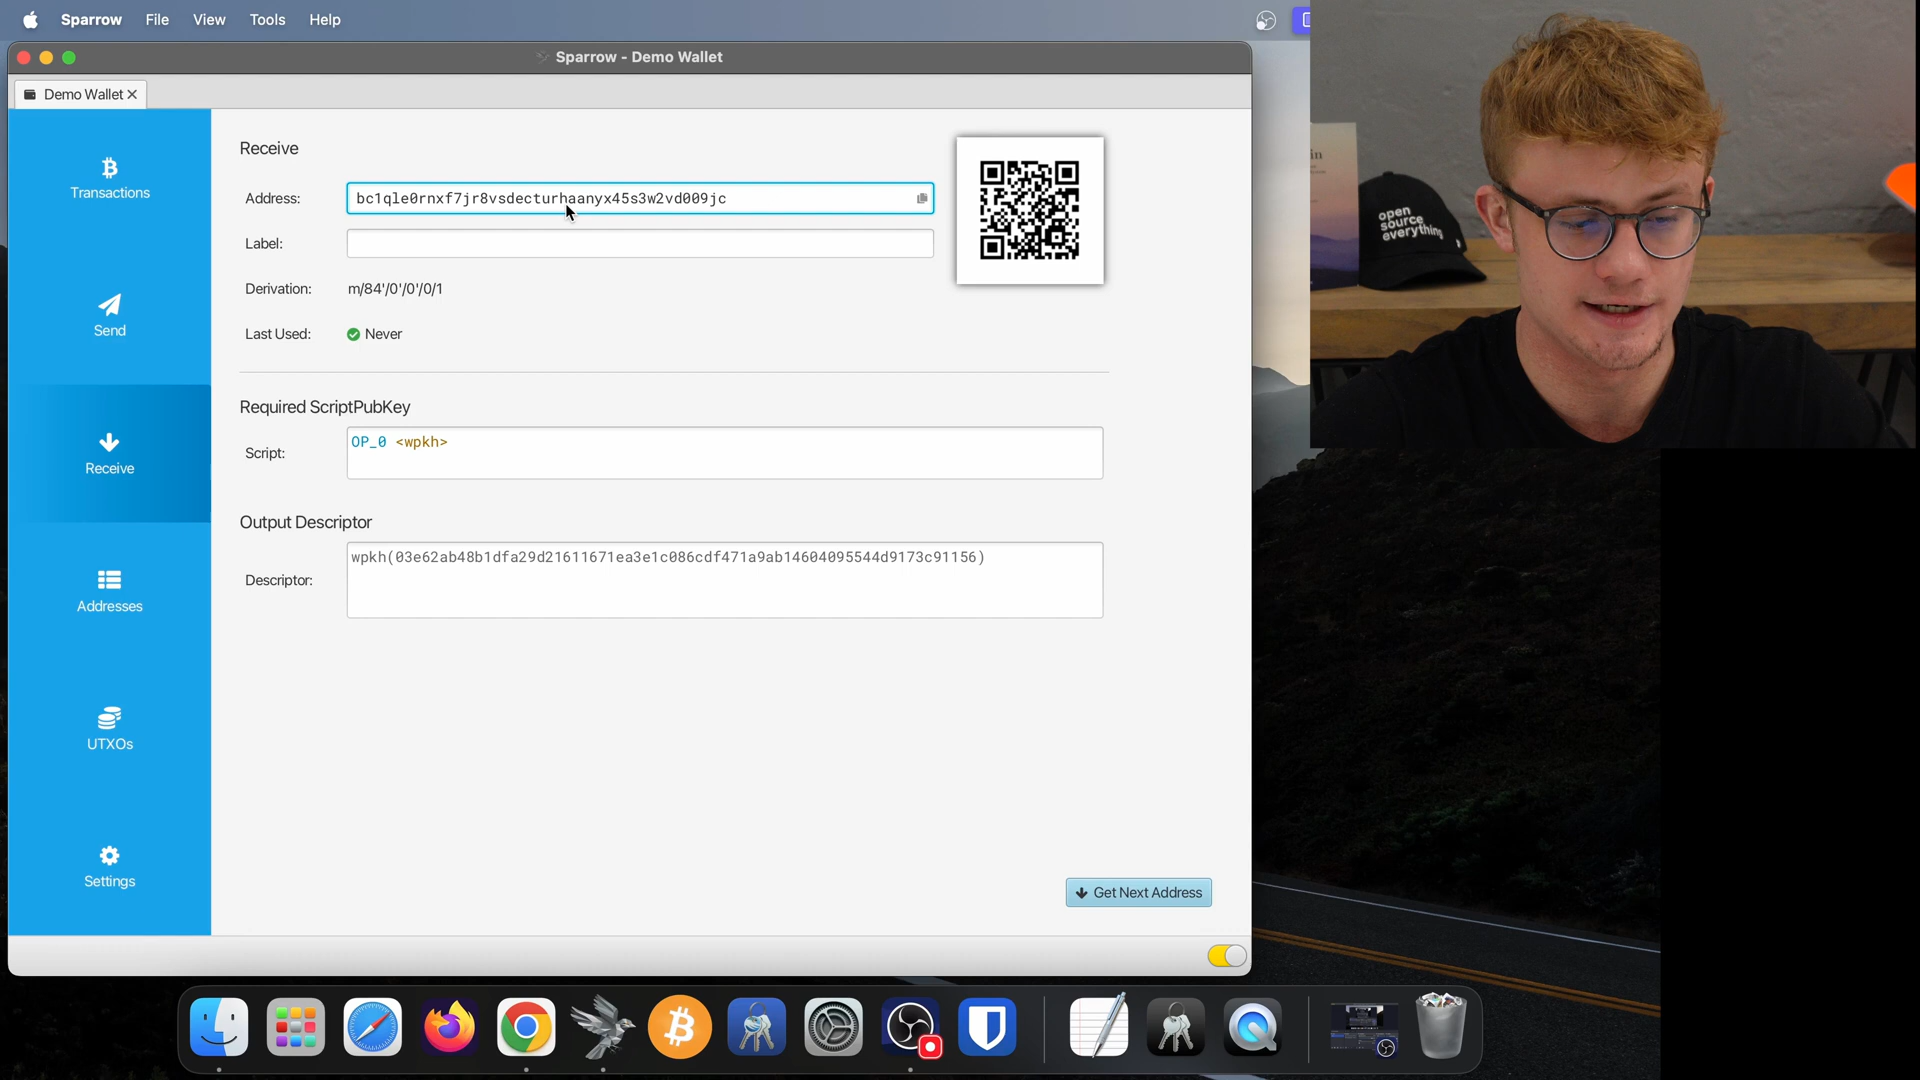 Sparrow File View Tools Help
Sparrow - Demo Wallet
Demo Wallet
Transactions
Send
Receive
Addresses
UTXOs
Settings
Receive
Address: bc1qle0rnxf7jr8vsdecturhaanyx45s3w2vd009jc
Label:
Derivation: m/84'/0'/0'/0/1
Last Used: Never
Required ScriptPubKey
Script: OP_0 <wpkh>
Output Descriptor
Descriptor: wpkh(03e62ab48b1dfa29d21611671ea3e1c086cdf471a9ab14604095544d9173c91156)
Get Next Address
open
source
everything
in